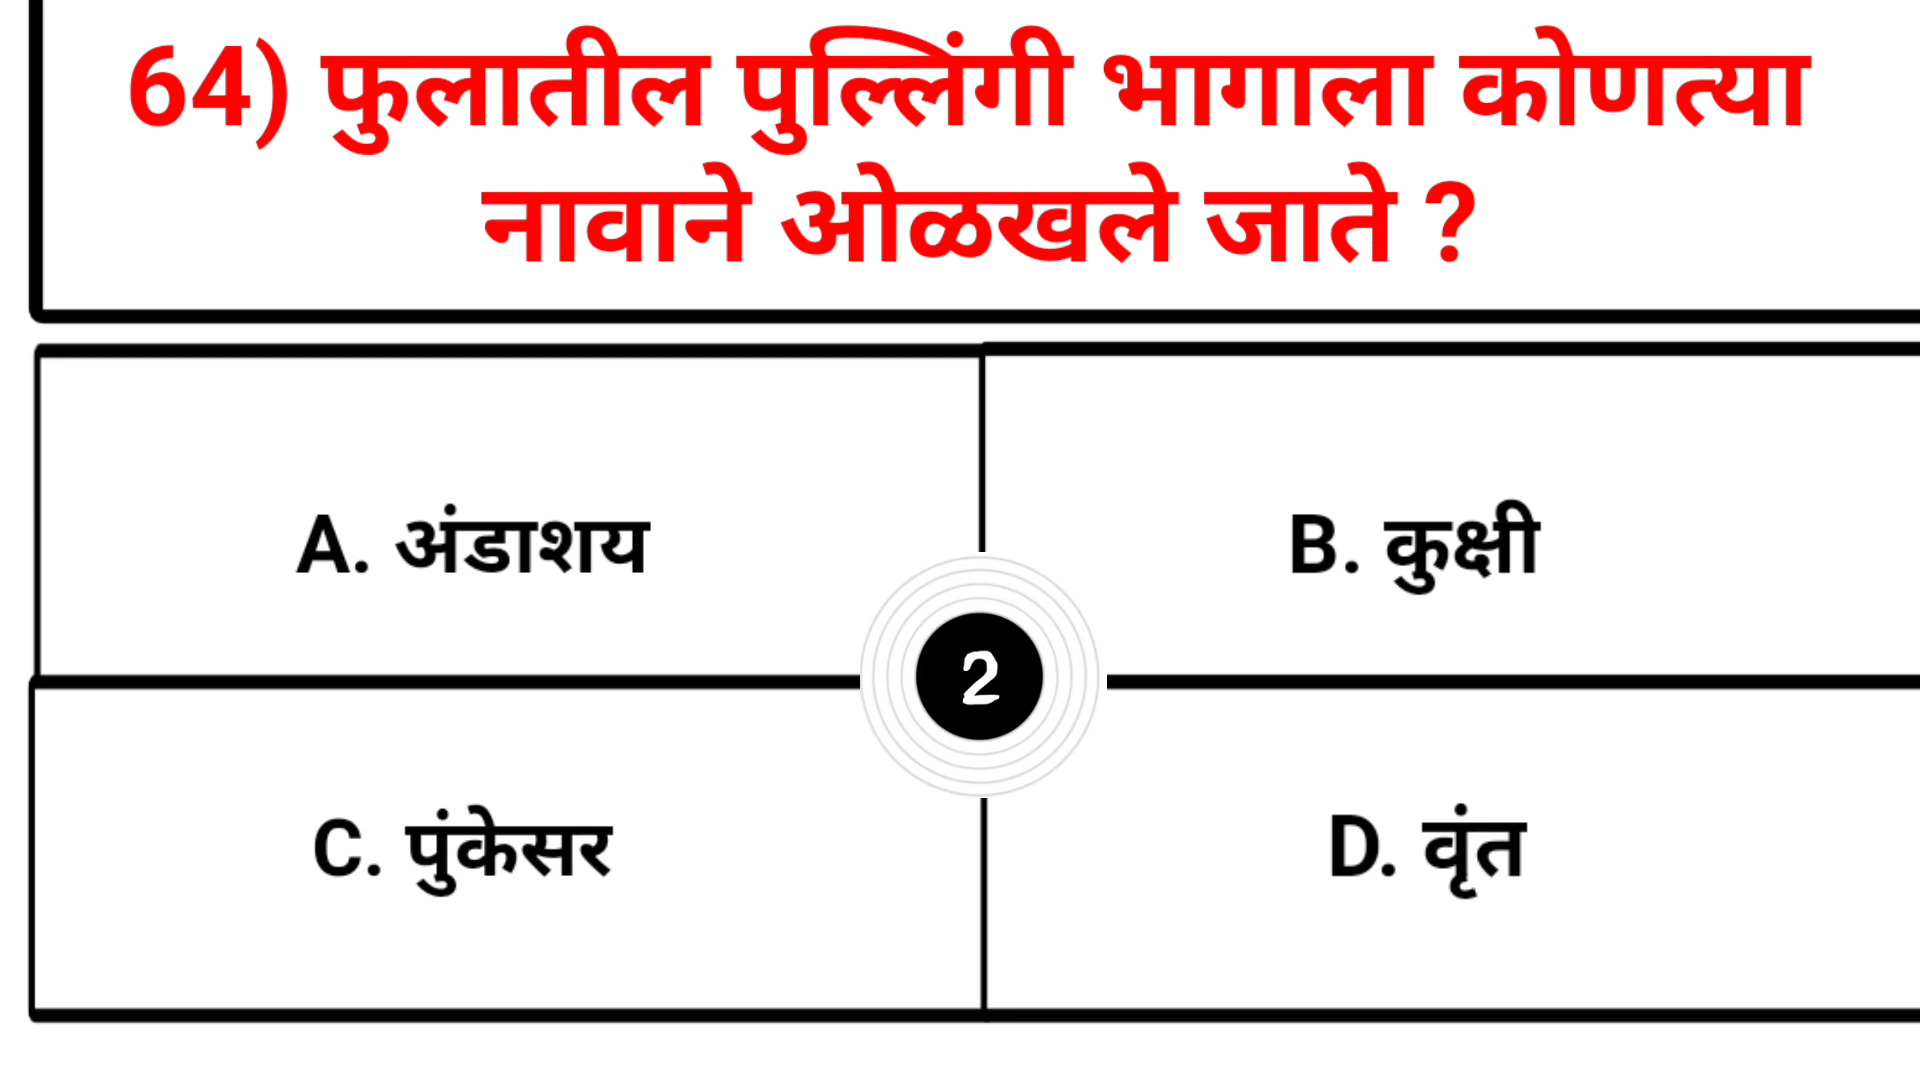 64) फुलातील पुल्लिंगी भागाला कोणत्या
नावाने ओळखले जाते ?
A. अंडाशय
B. कुक्षी
2
C. पुंकेसर
D. वृंत